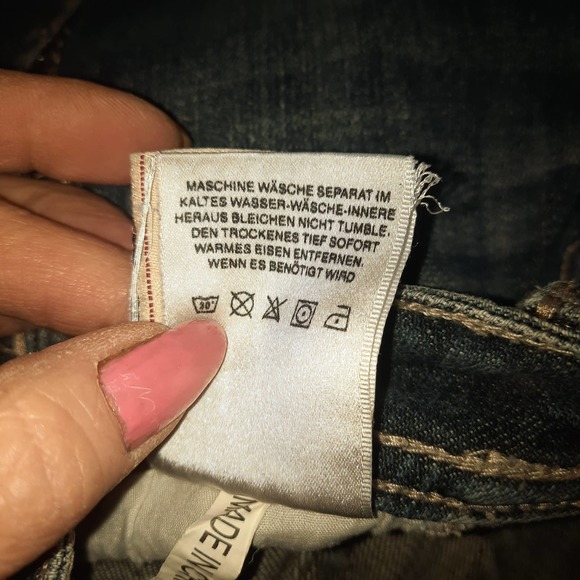 MASCHINE WÄSCHE SEPARAT IM
KALTES WASSER-WÄSCHE-INNERE
HERAUS BLEICHEN NICHT TUMBLE.
DEN TROCKENES TIEF SOFORT
WARMES EISEN ENTFERNEN.
WENN ES BENÖTIGT WIRD
30°
MADE IN